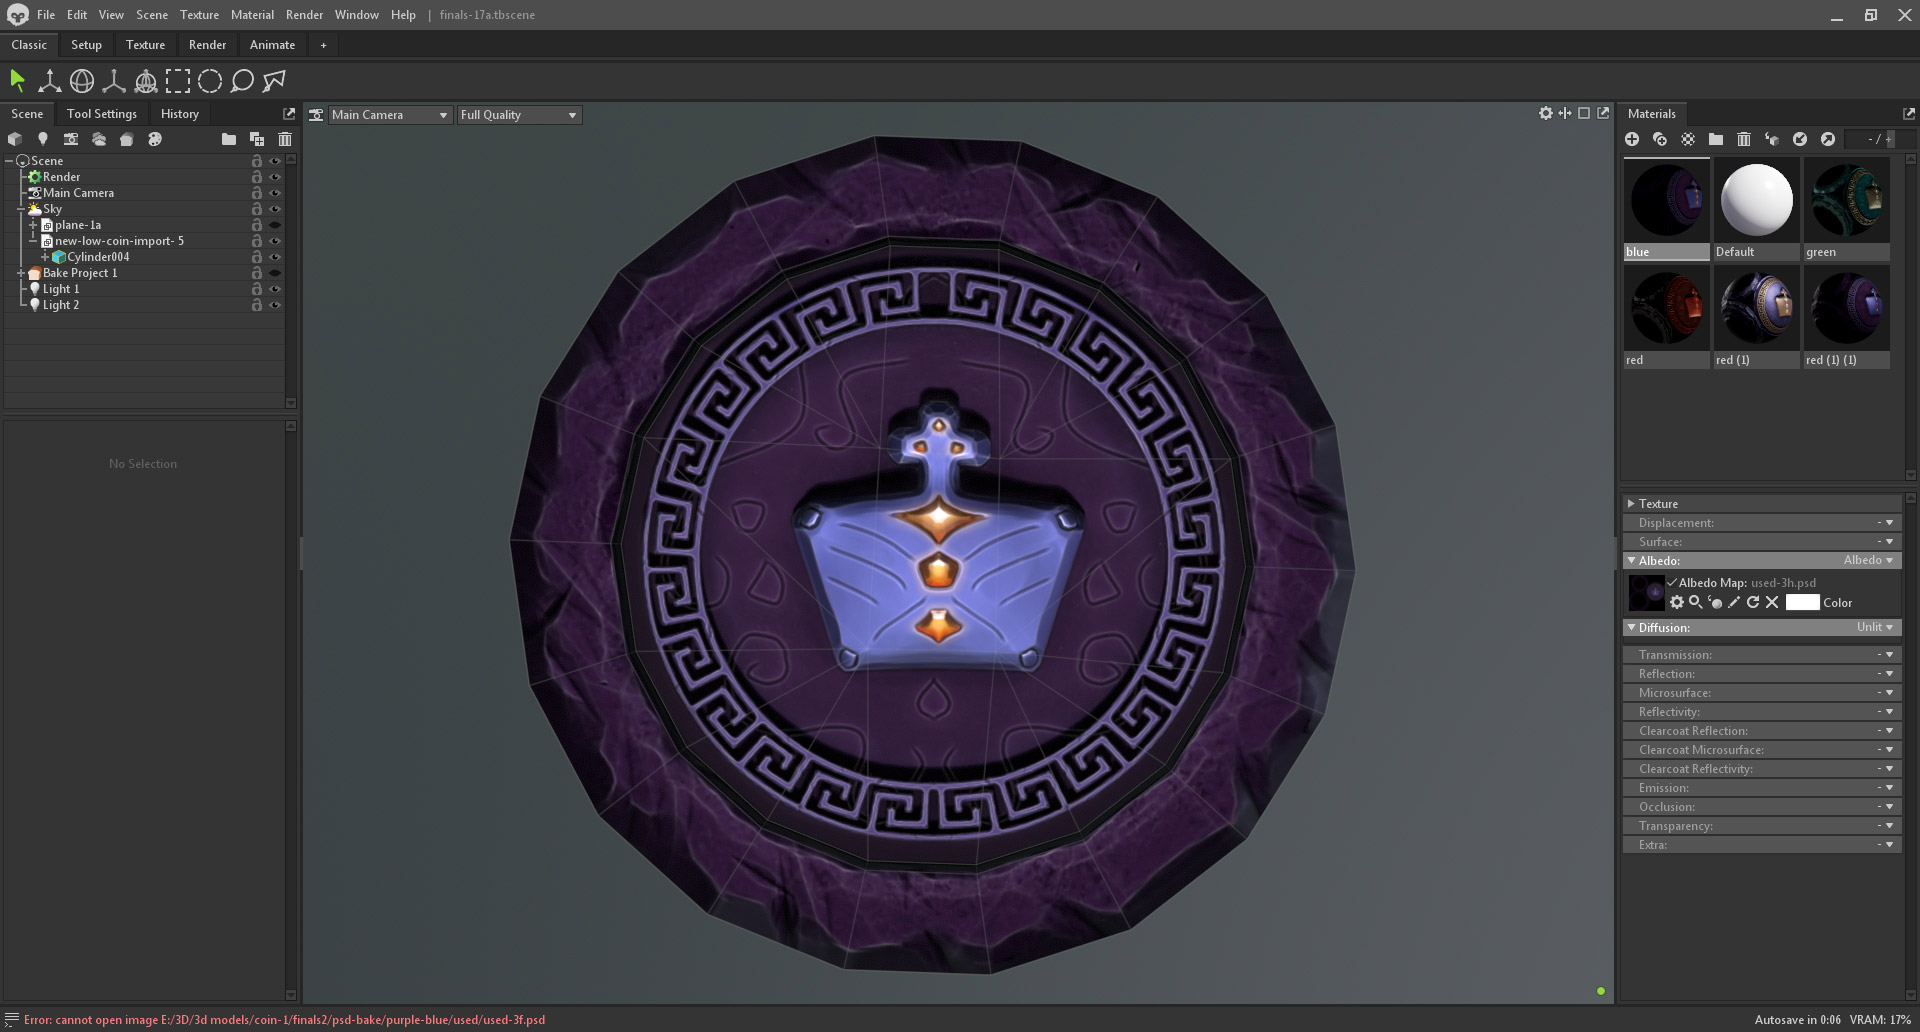 File Edit View Scene Texture Material Render Window Help | finals-17a.tbscene
Classic Setup Texture Render Animate +
Scene Tool Settings History
Main Camera Full Quality
Materials
- / +
Scene
Render
Main Camera
Sky
plane-1a
new-low-coin-import- 5
Cylinder004
Bake Project 1
Light 1
Light 2
No Selection
blue Default green
red red (1) red (1) (1)
Texture
Displacement: -
Surface: -
Albedo: Albedo
Albedo Map: used-3h.psd
Color
Diffusion: Unlit
Transmission: -
Reflection: -
Microsurface: -
Reflectivity: -
Clearcoat Reflection: -
Clearcoat Microsurface: -
Clearcoat Reflectivity: -
Emission: -
Occlusion: -
Transparency: -
Extra: -
Error: cannot open image E:/3D/3d models/coin-1/finals2/psd-bake/purple-blue/used/used-3f.psd
Autosave in 0:06 VRAM: 17%